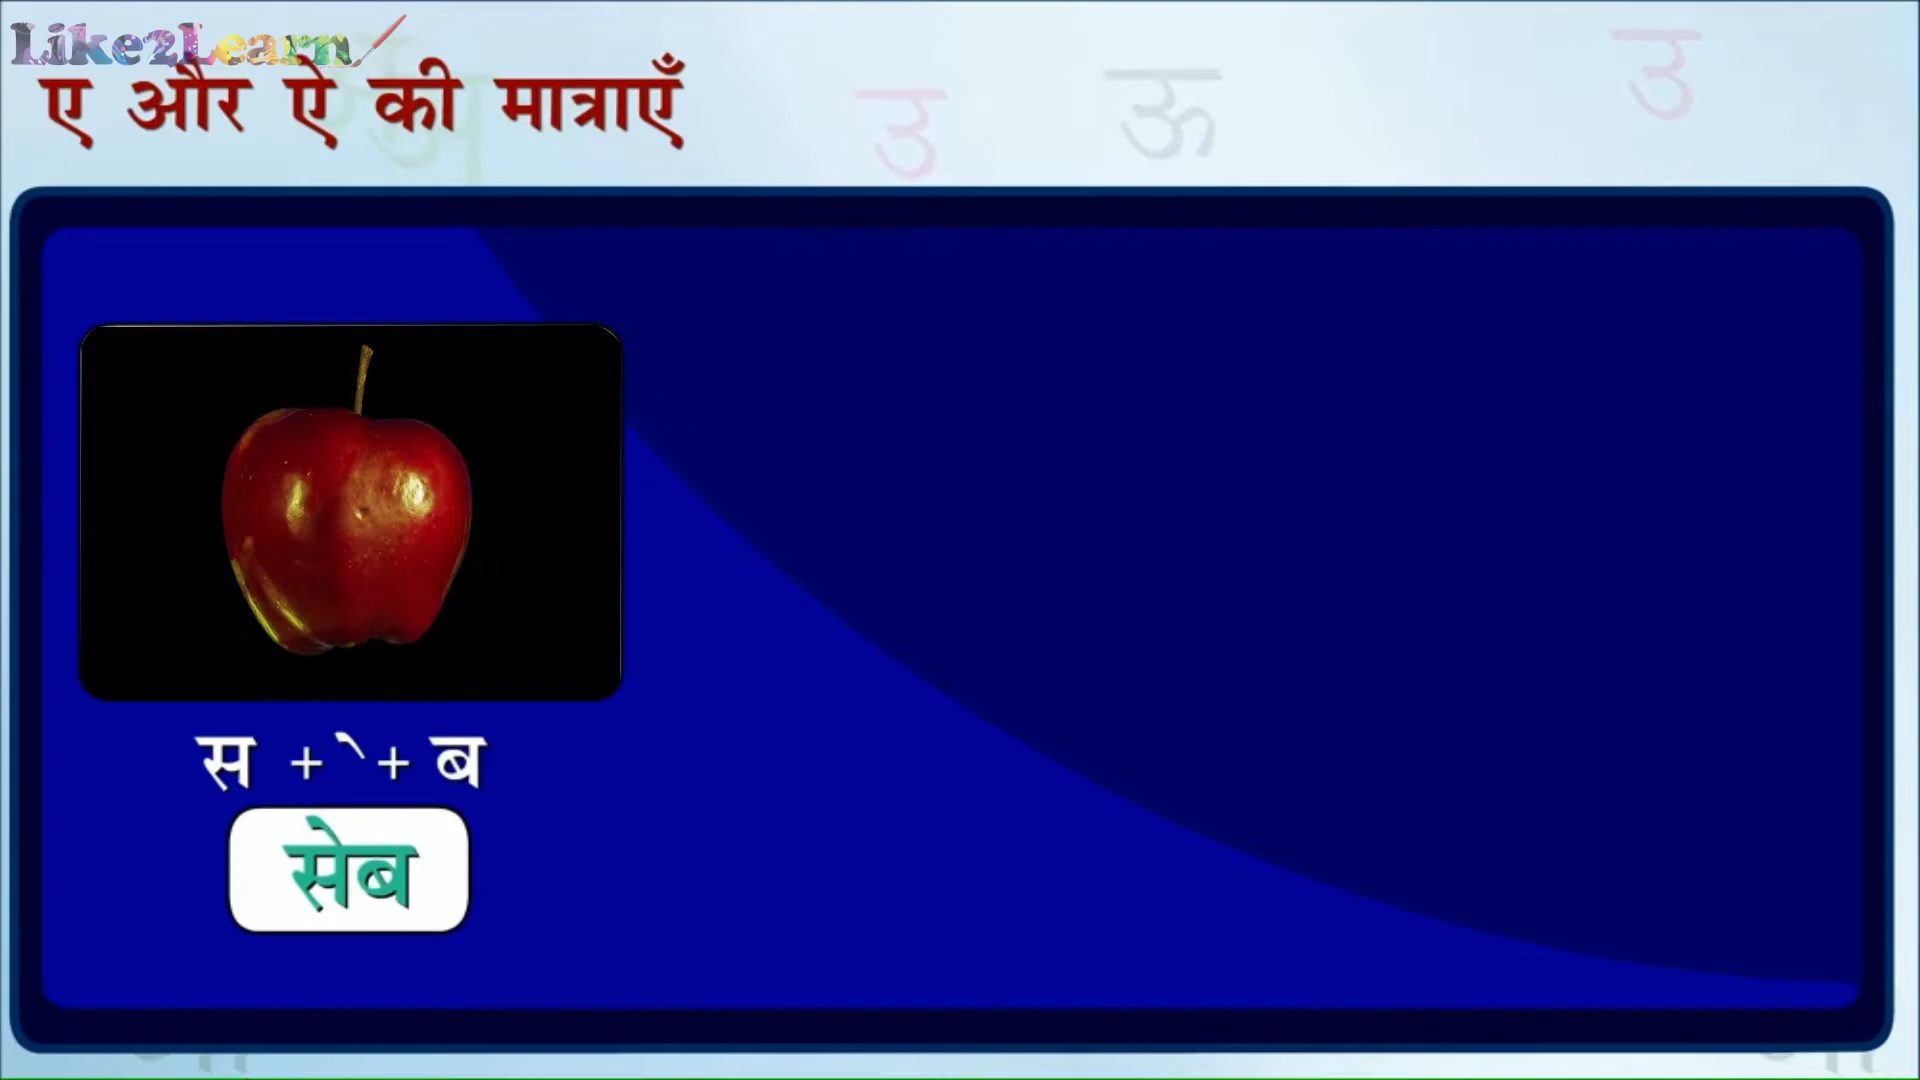 Like2Learn
ए और ऐ की मात्राएँ
अ उ ऊ उ
स + े + ब
सेब